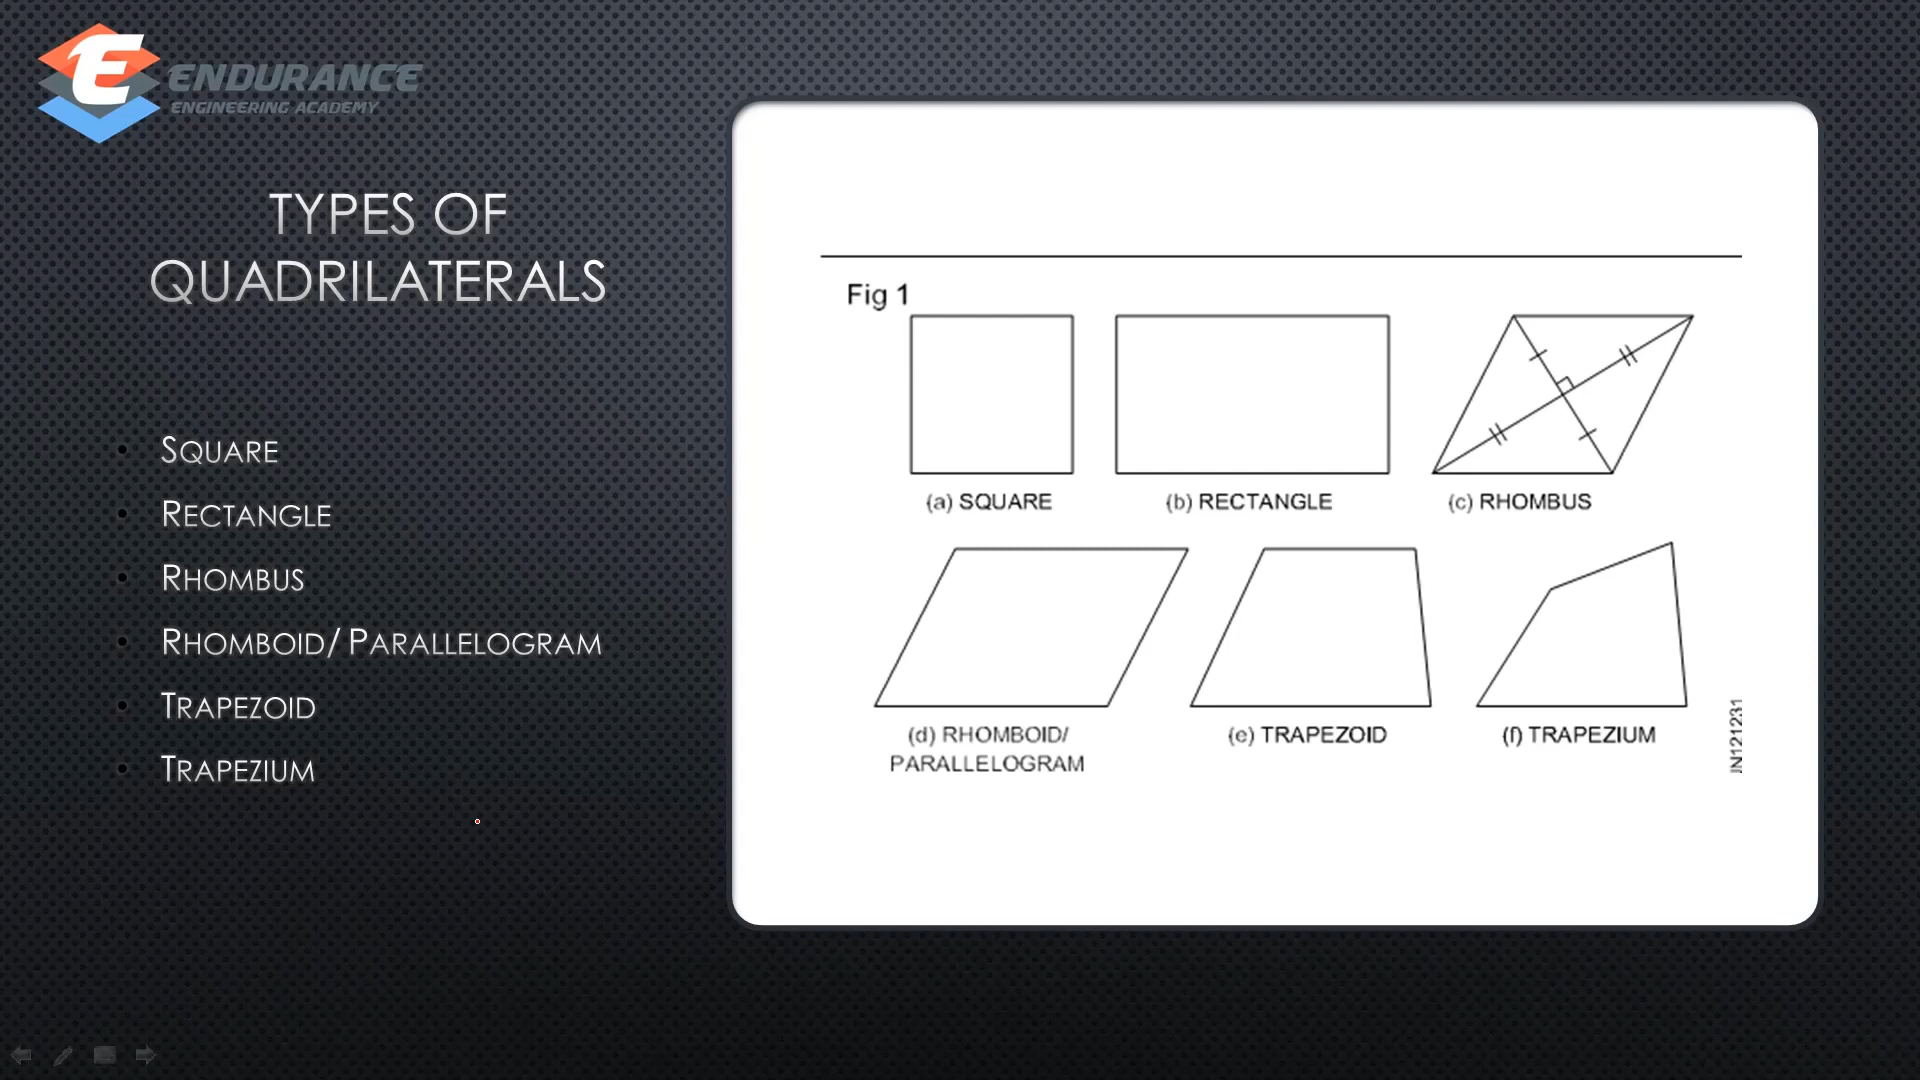 E ENDURANCE
ENGINEERING ACADEMY
TYPES OF
QUADRILATERALS
• SQUARE
• RECTANGLE
• RHOMBUS
• RHOMBOID/ PARALLELOGRAM
• TRAPEZOID
• TRAPEZIUM
Fig 1
(a) SQUARE
(b) RECTANGLE
(c) RHOMBUS
(d) RHOMBOID/
PARALLELOGRAM
(e) TRAPEZOID
(f) TRAPEZIUM
JN121231